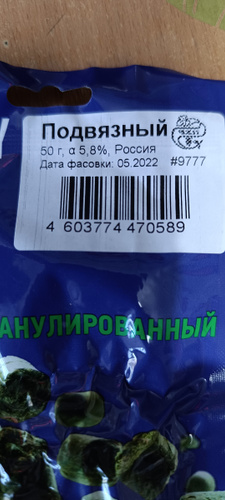 Подвязный
50 г, α 5,8%, Россия
Дата фасовки: 05.2022 #9777
4 603774 470589
АНУЛИРОВАННЫЙ